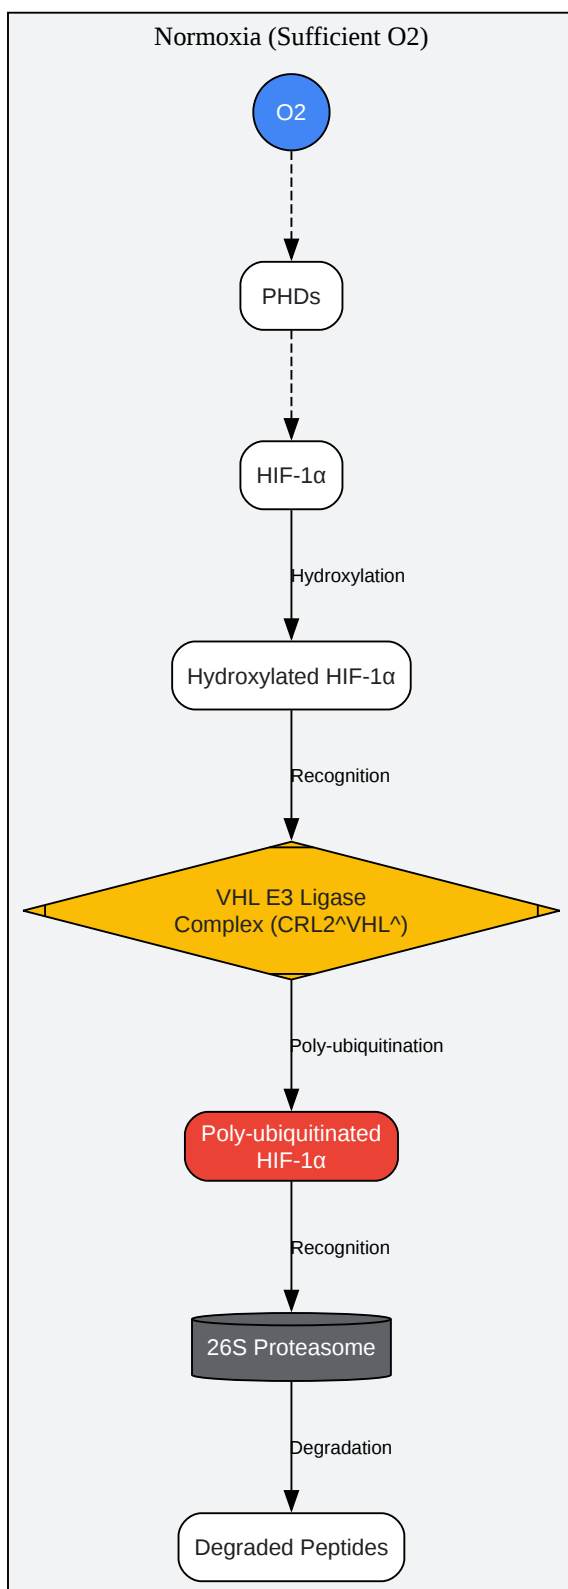 Normoxia (Sufficient O2)
O2
PHDs
HIF-1α
Hydroxylation
Hydroxylated HIF-1α
Recognition
VHL E3 Ligase
Complex (CRL2^VHL^)
Poly-ubiquitination
Poly-ubiquitinated
HIF-1α
Recognition
26S Proteasome
Degradation
Degraded Peptides